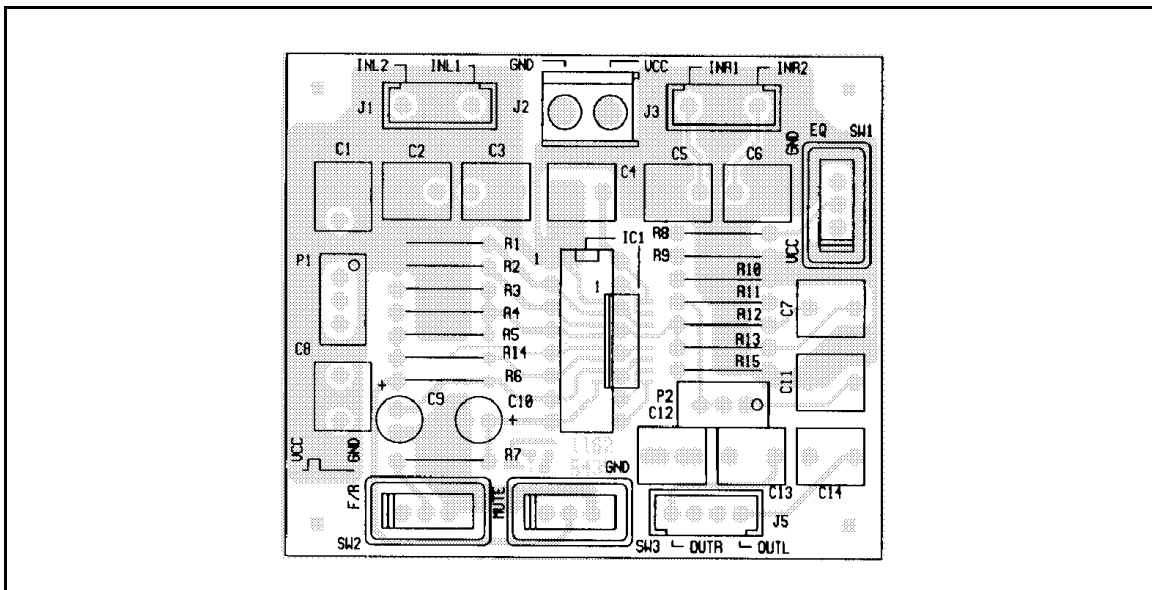 INL2 INL1 GND VCC INR1 INR2
J1 J2 J3
GND EQ SW1
C1 C2 C3 C4 C5 C6
R1 IC1 R8
1 R2 R9 VCC
P1 R3 1 R10
R4 R11 C7
R5 R12
C8 R14 R13
R6 R15 C11
+ C9 C10 + P2
C12
VCC GND R7 GND
C13 C14
F/R MUTE J5
SW2 SW3 OUTR OUTL